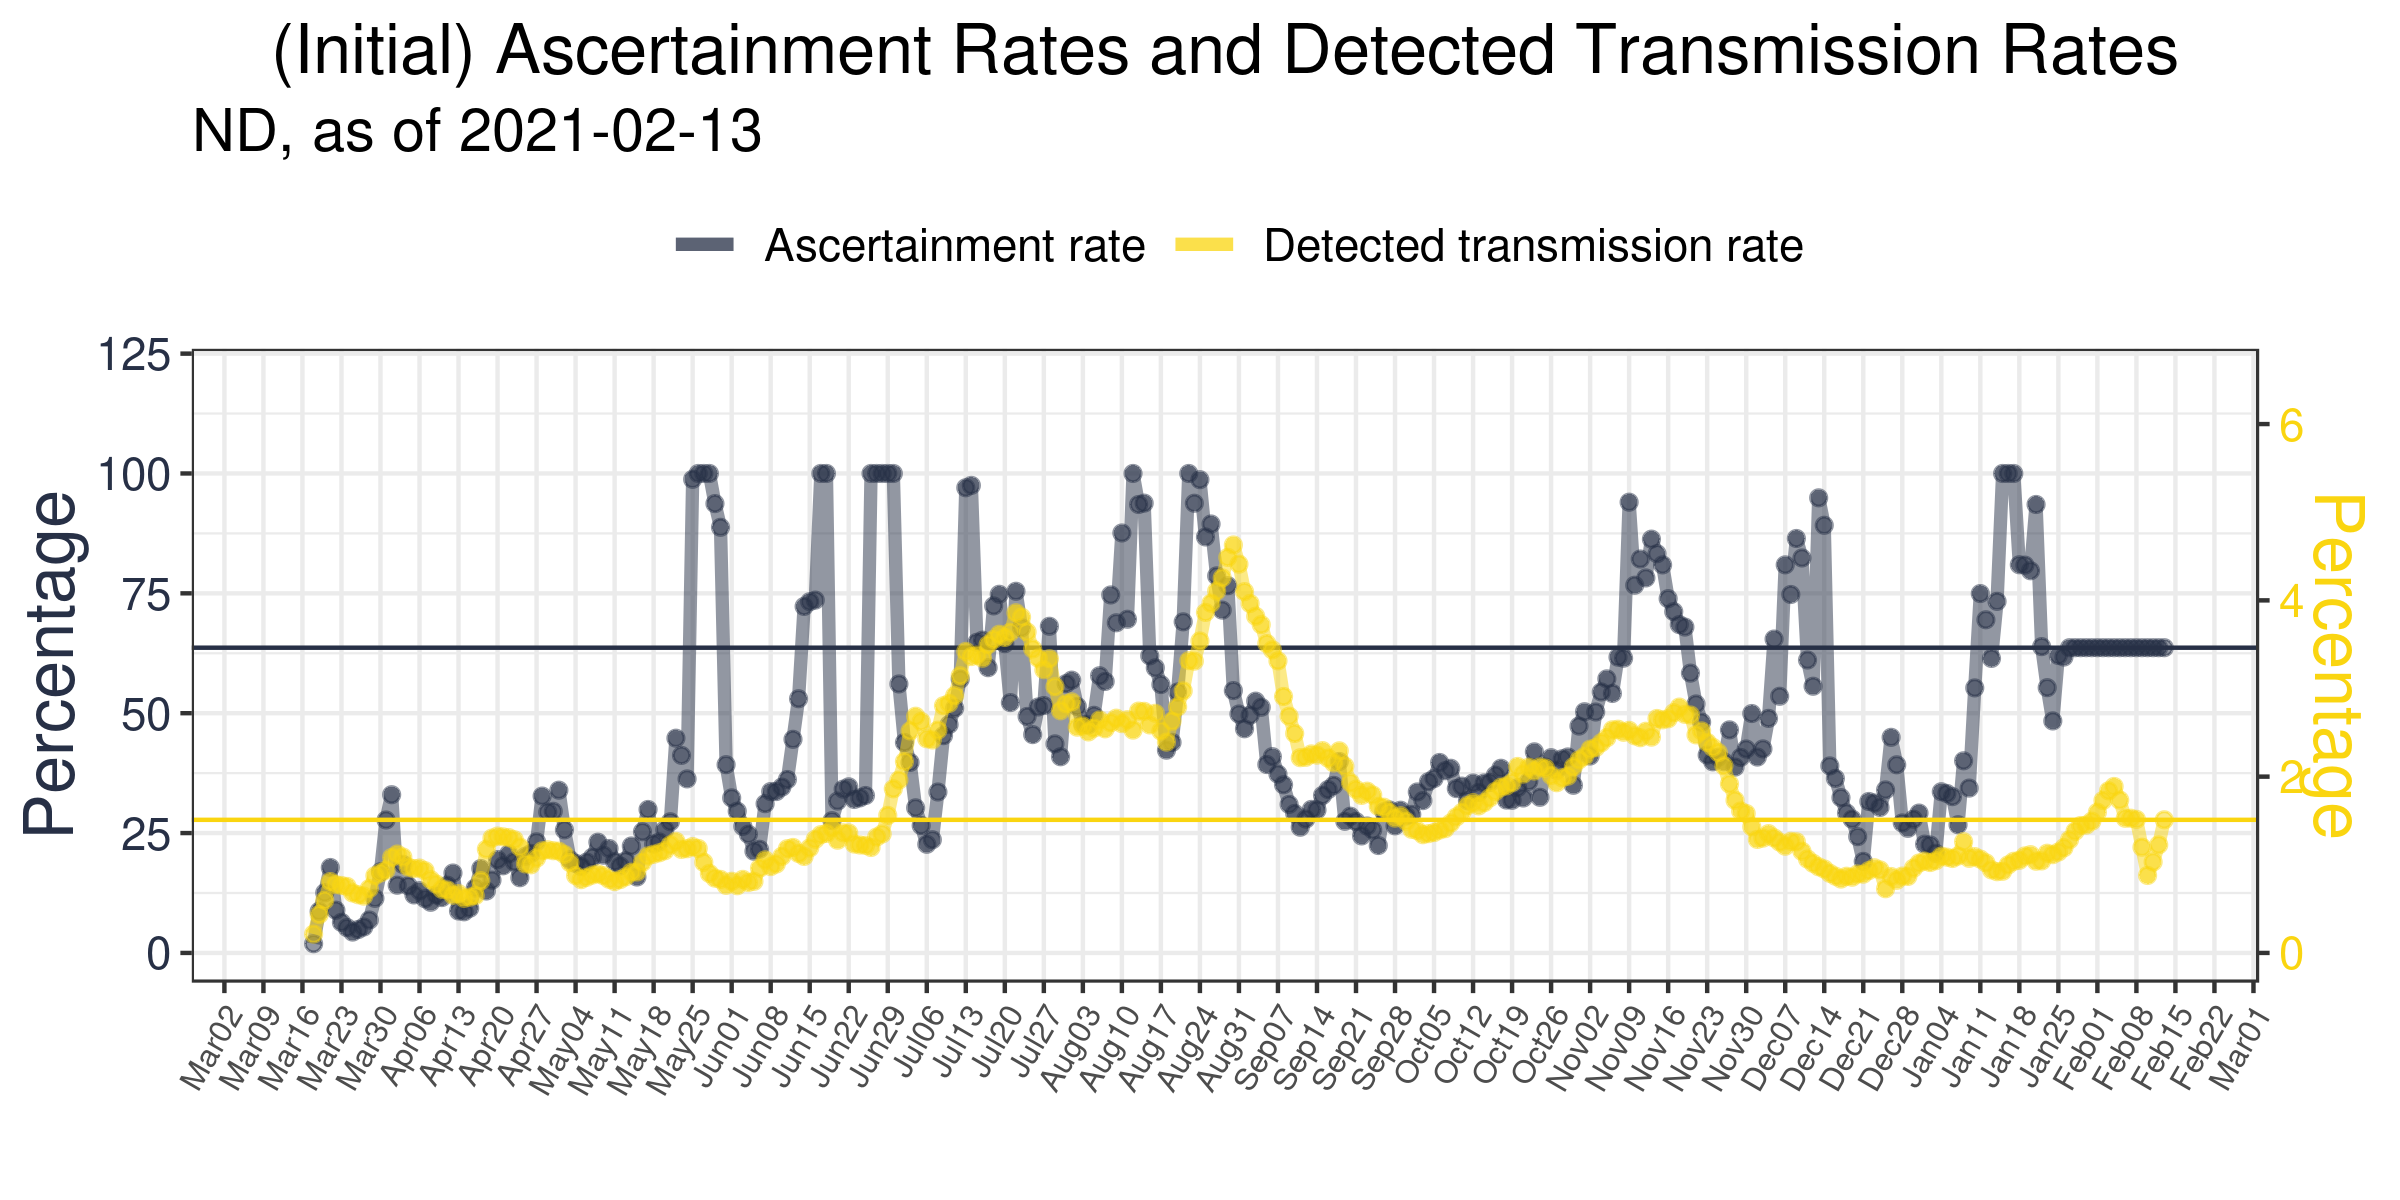 (Initial) Ascertainment Rates and Detected Transmission Rates
ND, as of 2021-02-13
Ascertainment rate
Detected transmission rate
Percentage
125
100
75
50
25
0
6
4
2
0
Percentage
Mar02
Mar09
Mar16
Mar23
Mar30
Apr06
Apr13
Apr20
Apr27
May04
May11
May18
May25
Jun01
Jun08
Jun15
Jun22
Jun29
Jul06
Jul13
Jul20
Jul27
Aug03
Aug10
Aug17
Aug24
Aug31
Sep07
Sep14
Sep21
Sep28
Oct05
Oct12
Oct19
Oct26
Nov02
Nov09
Nov16
Nov23
Nov30
Dec07
Dec14
Dec21
Dec28
Jan04
Jan11
Jan18
Jan25
Feb01
Feb08
Feb15
Feb22
Mar01